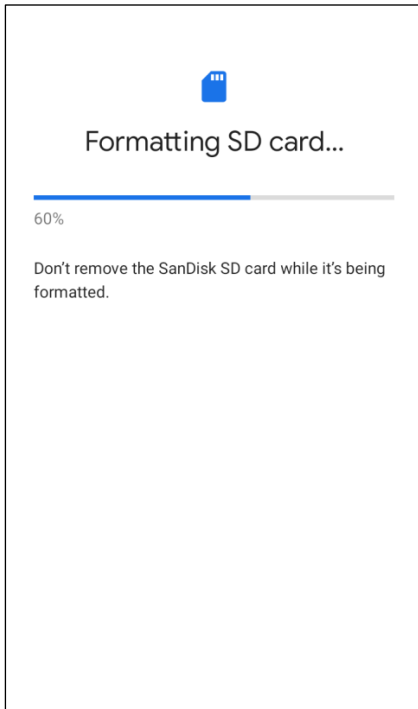 Formatting SD card...
60%
Don't remove the SanDisk SD card while it's being
formatted.